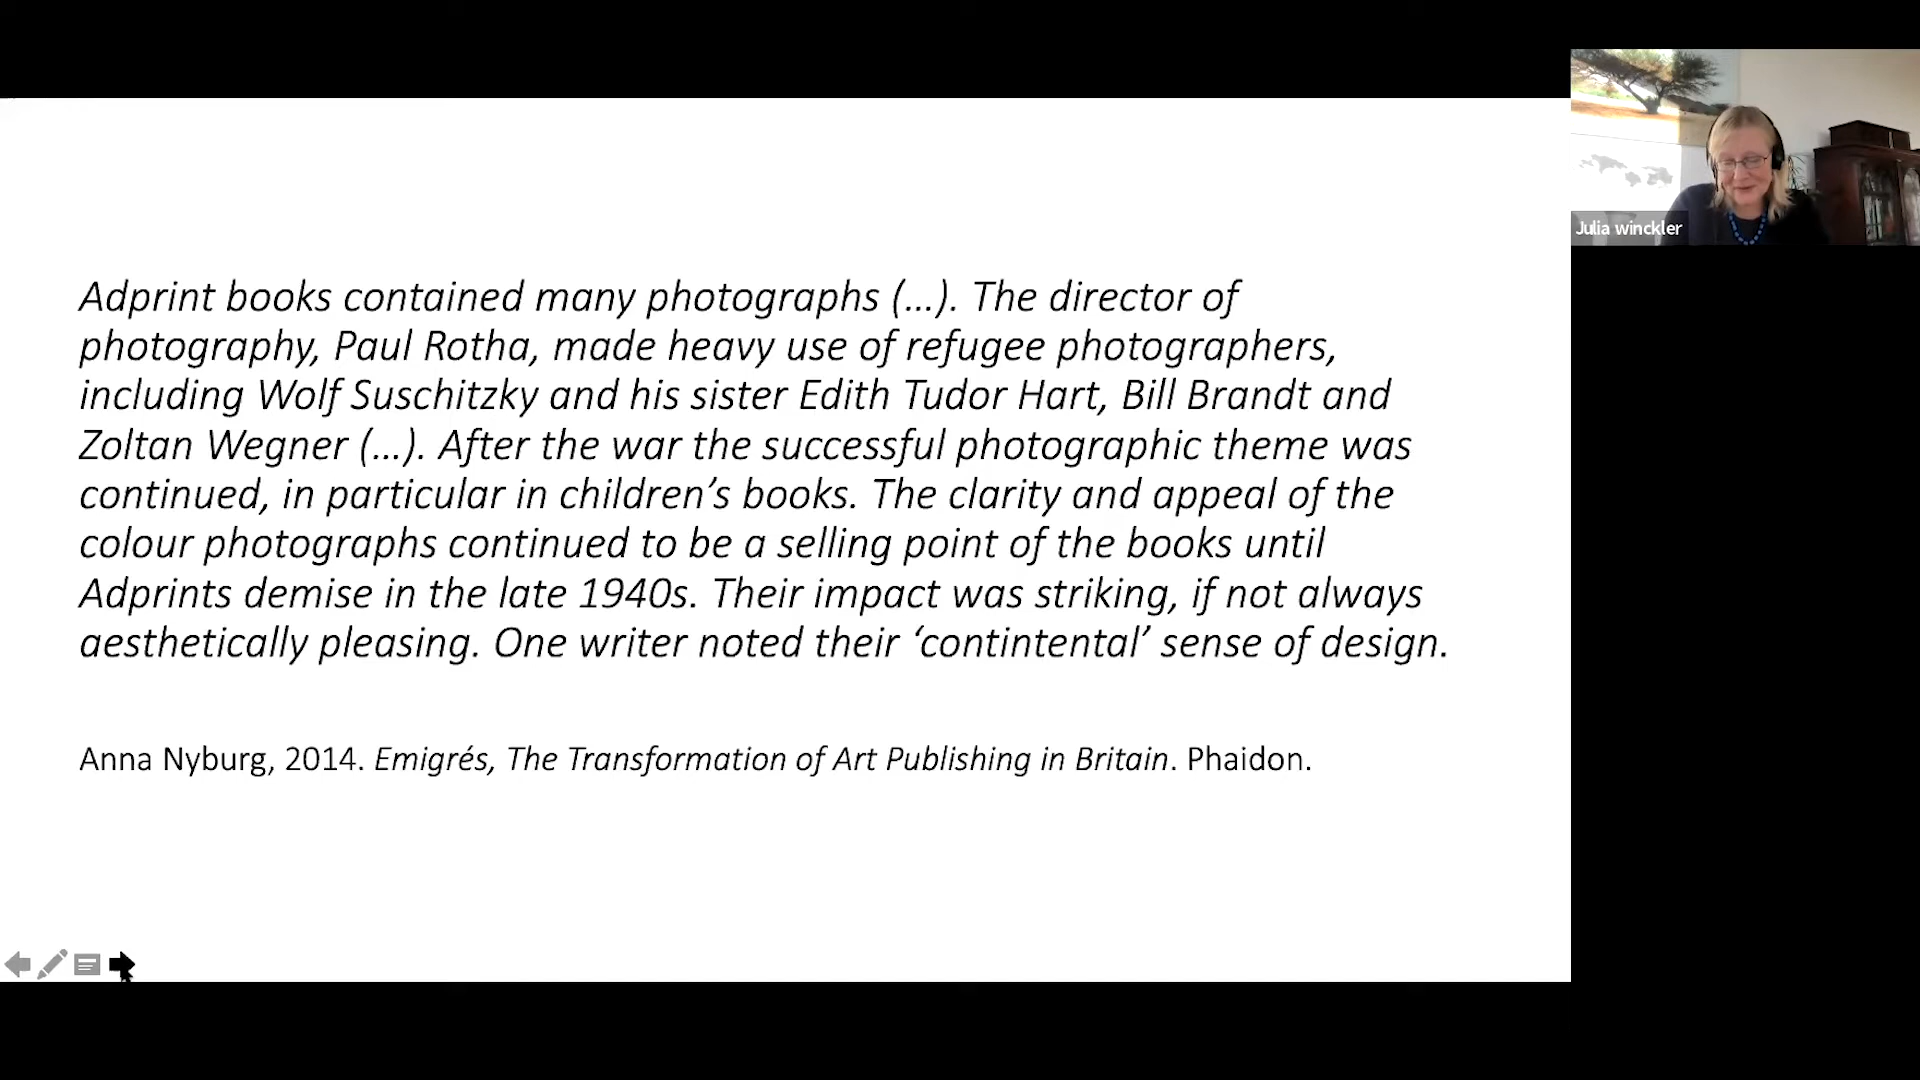 Julia winckler
Adprint books contained many photographs (…). The director of
photography, Paul Rotha, made heavy use of refugee photographers,
including Wolf Suschitzky and his sister Edith Tudor Hart, Bill Brandt and
Zoltan Wegner (…). After the war the successful photographic theme was
continued, in particular in children’s books. The clarity and appeal of the
colour photographs continued to be a selling point of the books until
Adprints demise in the late 1940s. Their impact was striking, if not always
aesthetically pleasing. One writer noted their ‘contintental’ sense of design.
Anna Nyburg, 2014. Emigrés, The Transformation of Art Publishing in Britain. Phaidon.